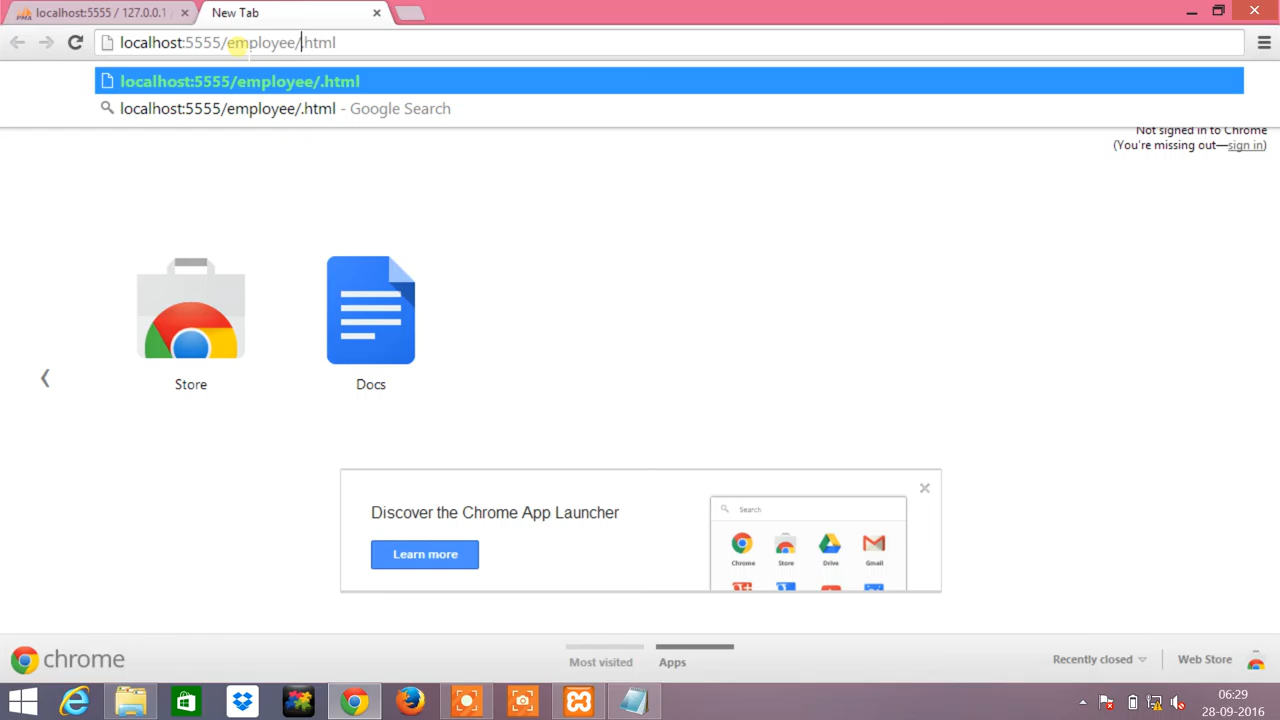 PMA localhost:5555 / 127.0.0.1 × New Tab ×
localhost:5555/employee/.html
localhost:5555/employee/.html
localhost:5555/employee/.html - Google Search
Not signed in to Chrome
(You're missing out—sign in)
Store Docs
Discover the Chrome App Launcher
Learn more
Search
Chrome Store Drive Gmail
chrome
Most visited Apps
Recently closed Web Store
06:29
28-09-2016